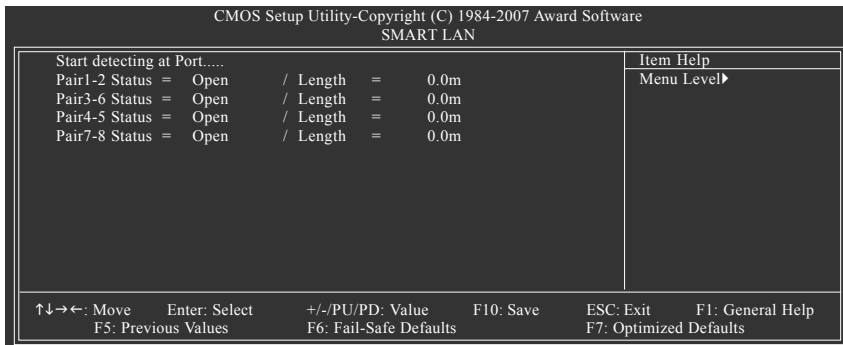 CMOS Setup Utility-Copyright (C) 1984-2007 Award Software
SMART LAN
Start detecting at Port.....
Pair1-2 Status = Open / Length = 0.0m
Pair3-6 Status = Open / Length = 0.0m
Pair4-5 Status = Open / Length = 0.0m
Pair7-8 Status = Open / Length = 0.0m
Item Help
Menu Level▶
↑↓→←: Move Enter: Select +/-/PU/PD: Value F10: Save ESC: Exit F1: General Help
F5: Previous Values F6: Fail-Safe Defaults F7: Optimized Defaults